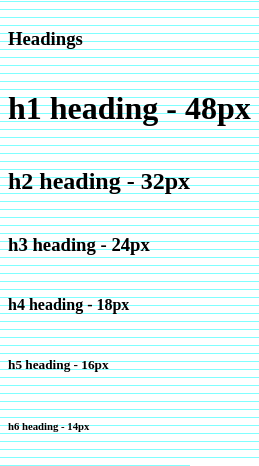 Headings
h1 heading - 48px
h2 heading - 32px
h3 heading - 24px
h4 heading - 18px
h5 heading - 16px
h6 heading - 14px